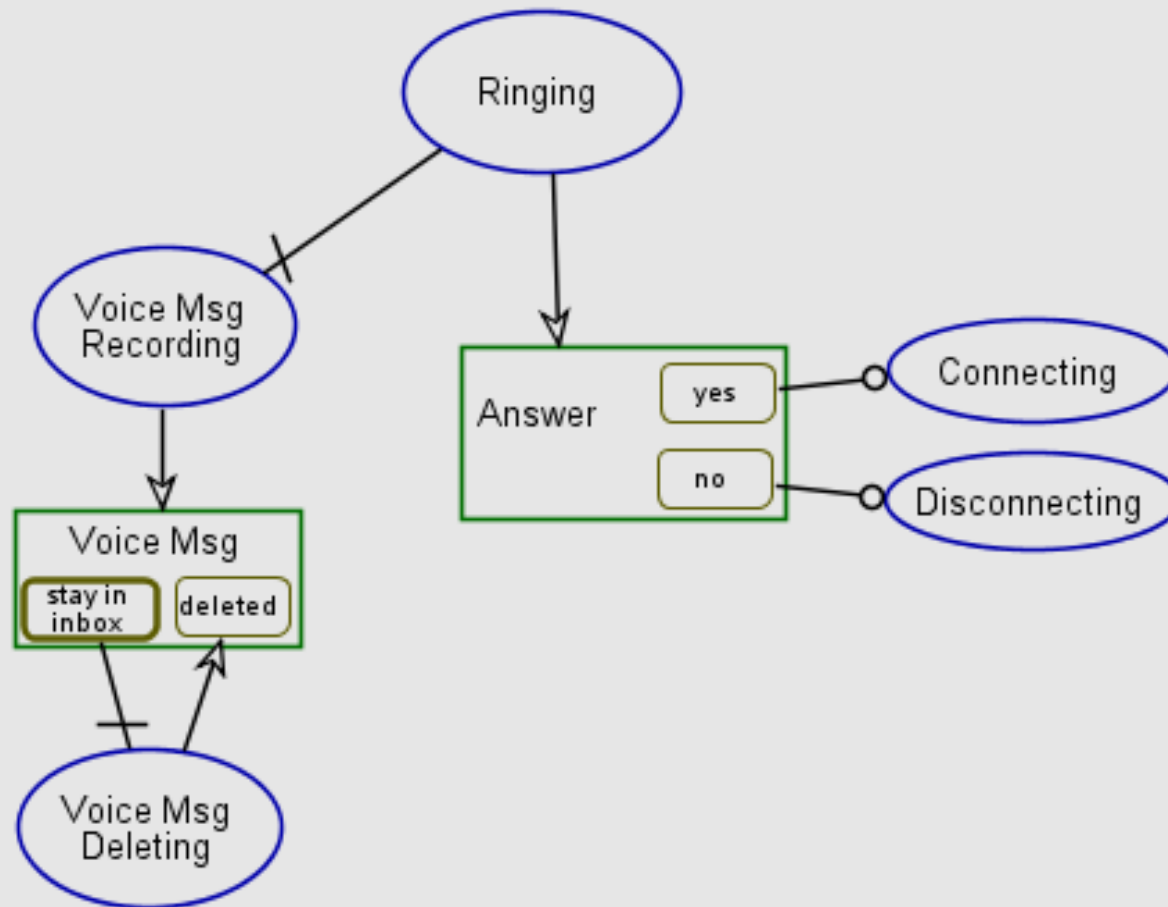 Ringing
Voice Msg
Recording
Answer
yes
no
Connecting
Disconnecting
Voice Msg
stay in
inbox
deleted
Voice Msg
Deleting